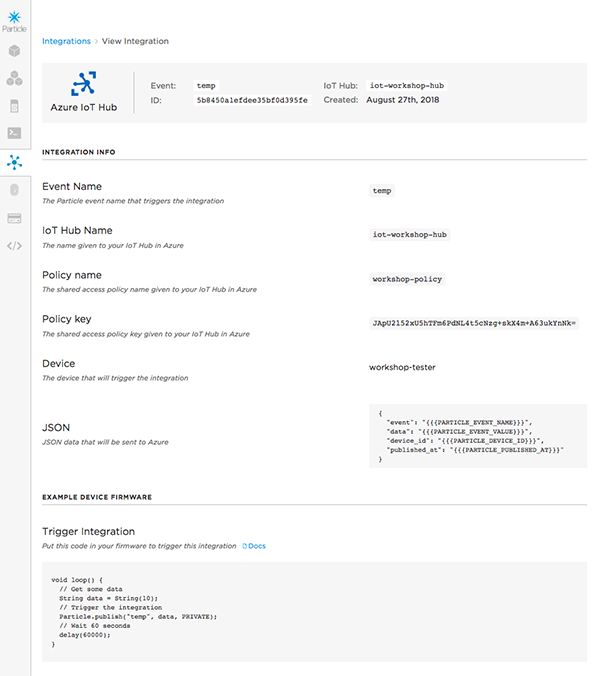 Particle
Integrations › View Integration
Azure IoT Hub
Event: temp
IoT Hub: iot-workshop-hub
ID: 5b8450a1efdee35bf0d395fe
Created: August 27th, 2018
INTEGRATION INFO
Event Name
The Particle event name that triggers the integration
temp
IoT Hub Name
The name given to your IoT Hub in Azure
iot-workshop-hub
Policy name
The shared access policy name given to your IoT Hub in Azure
workshop-policy
Policy key
The shared access policy key given to your IoT Hub in Azure
JApU2l52xU5hTFm6PdNL4t5cNzg+skX4m+A63ukYnNk=
Device
The device that will trigger the integration
workshop-tester
JSON
JSON data that will be sent to Azure
{
"event": "{{{PARTICLE_EVENT_NAME}}}",
"data": "{{{PARTICLE_EVENT_VALUE}}}",
"device_id": "{{{PARTICLE_DEVICE_ID}}}",
"published_at": "{{{PARTICLE_PUBLISHED_AT}}}"
}
EXAMPLE DEVICE FIRMWARE
Trigger Integration
Put this code in your firmware to trigger this integration Docs
void loop() {
// Get some data
String data = String(10);
// Trigger the integration
Particle.publish("temp", data, PRIVATE);
// Wait 60 seconds
delay(60000);
}